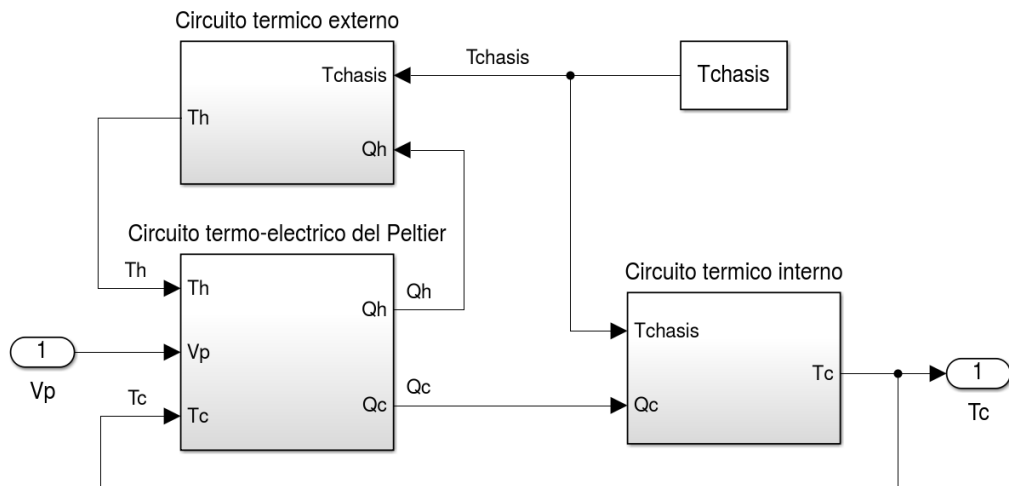 Circuito termico externo
Tchasis
Tchasis
Tchasis
Th
Qh
Circuito termo-electrico del Peltier
Th
Th
Qh
Qh
Circuito termico interno
Tchasis
1
Vp
Vp
Tc
Tc
Qc
Qc
Qc
Tc
1
Tc